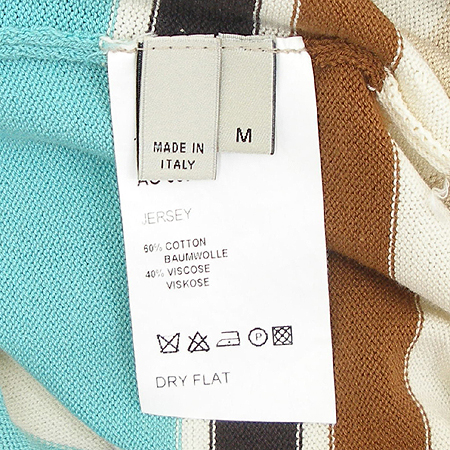 MADE IN
ITALY
M
JERSEY
60% COTTON
BAUMWOLLE
40% VISCOSE
VISKOSE
P
DRY FLAT